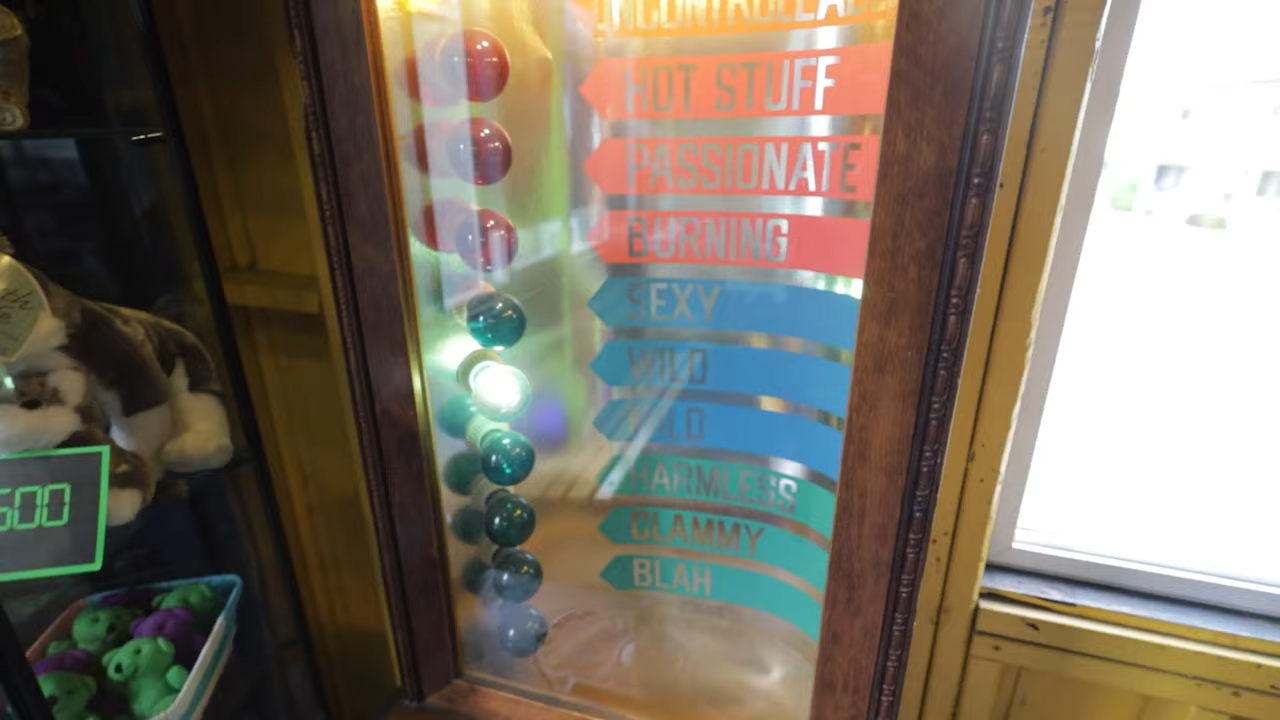 HOT STUFF
PASSIONATE
BURNING
SEXY
WILD
HARMLESS
CLAMMY
BLAH
600